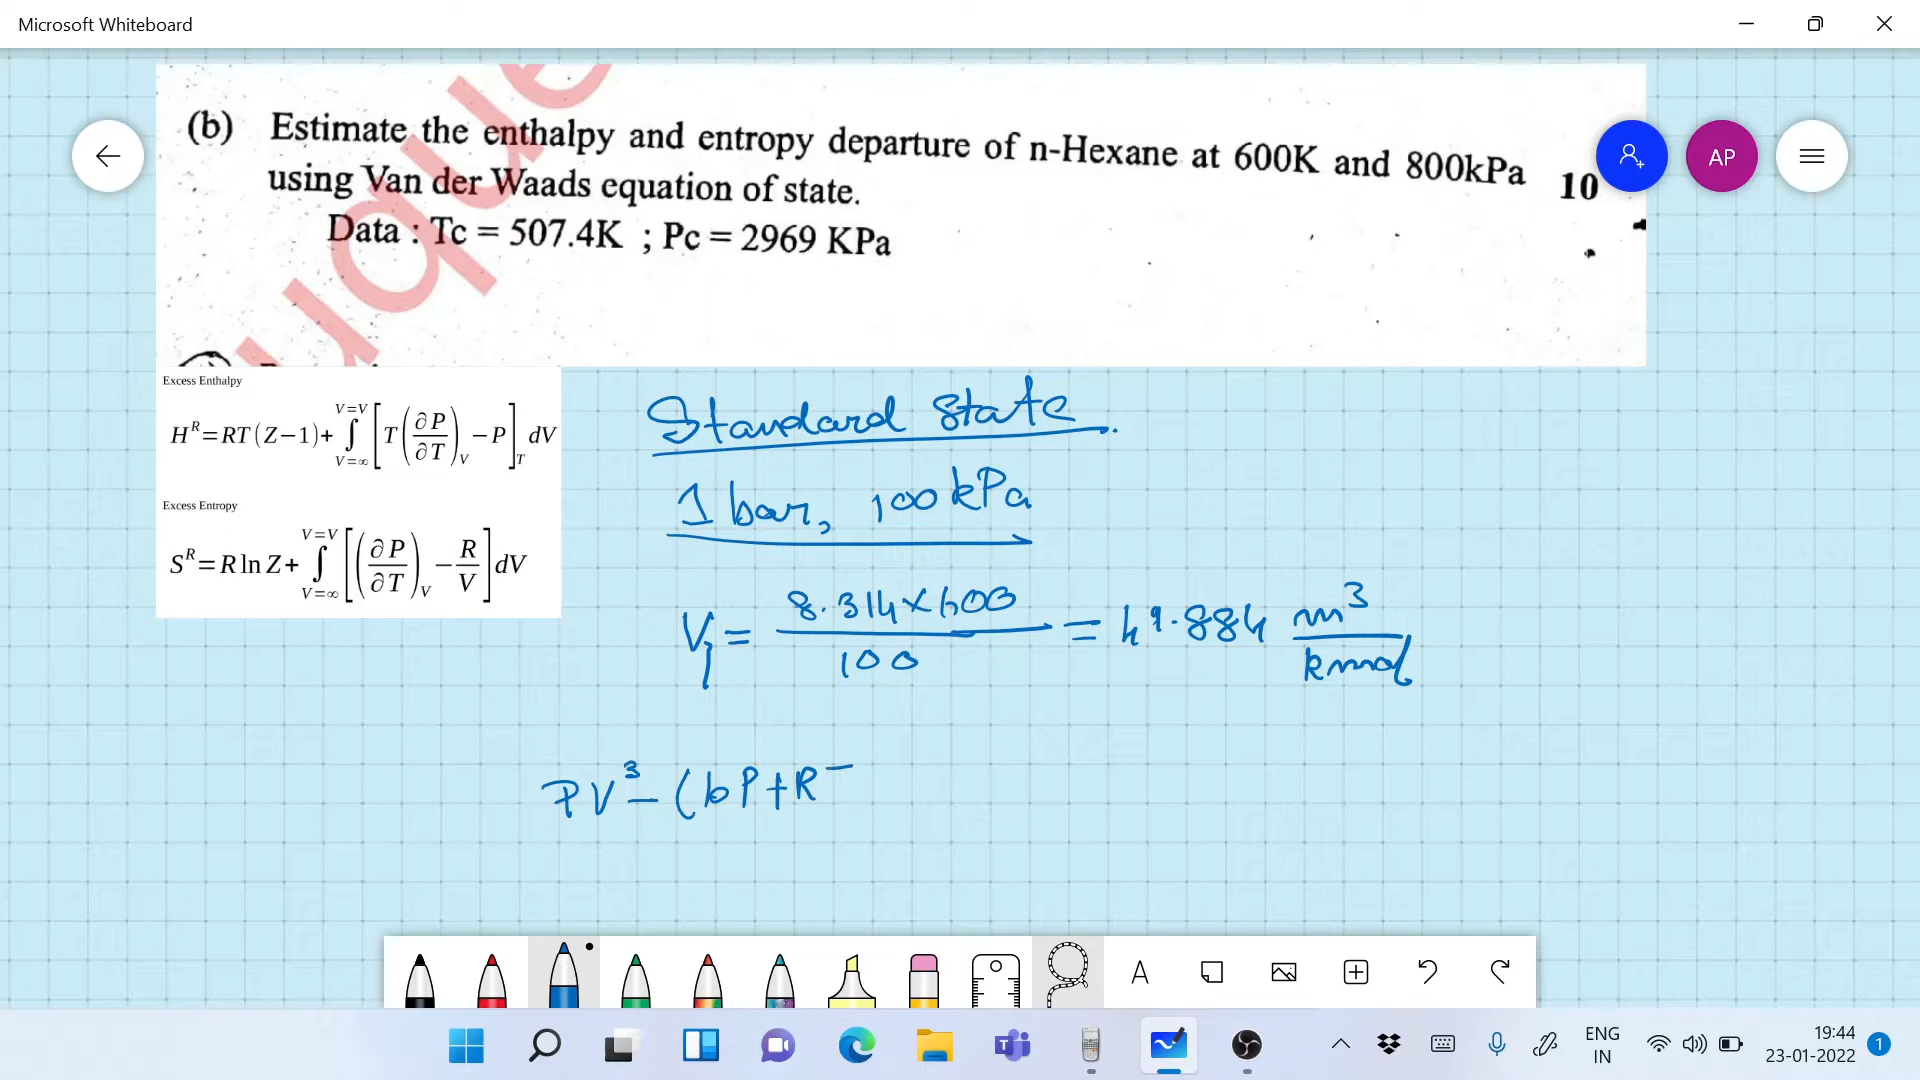 Microsoft Whiteboard
(b) Estimate the enthalpy and entropy departure of n-Hexane at 600K and 800kPa
using Van der Waads equation of state. 10
Data : Tc = 507.4K ; Pc = 2969 KPa
AP
Excess Enthalpy
H^R=RT(Z−1)+ ∫_{V=∞}^{V=V} [T(∂P/∂T)_V −P]_T dV
Excess Entropy
S^R=R ln Z+ ∫_{V=∞}^{V=V} [(∂P/∂T)_V − R/V] dV
Standard State.
1 bar, 100 kPa
V = 8.314×600 / 100 = 49.884 m³/kmol
PV³ − (bP+R
A
ENG
IN
19:44
23-01-2022
1